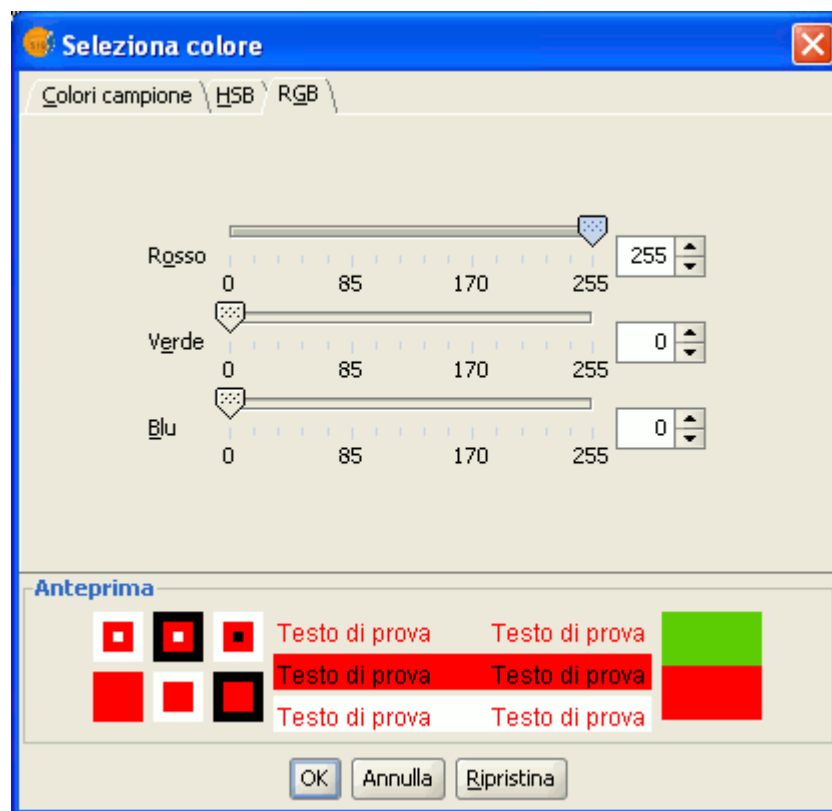 Seleziona colore
Colori campione HSB RGB
Rosso 255
0 85 170 255
Verde 0
0 85 170 255
Blu 0
0 85 170 255
Anteprima
Testo di prova Testo di prova
Testo di prova Testo di prova
Testo di prova Testo di prova
OK Annulla Ripristina